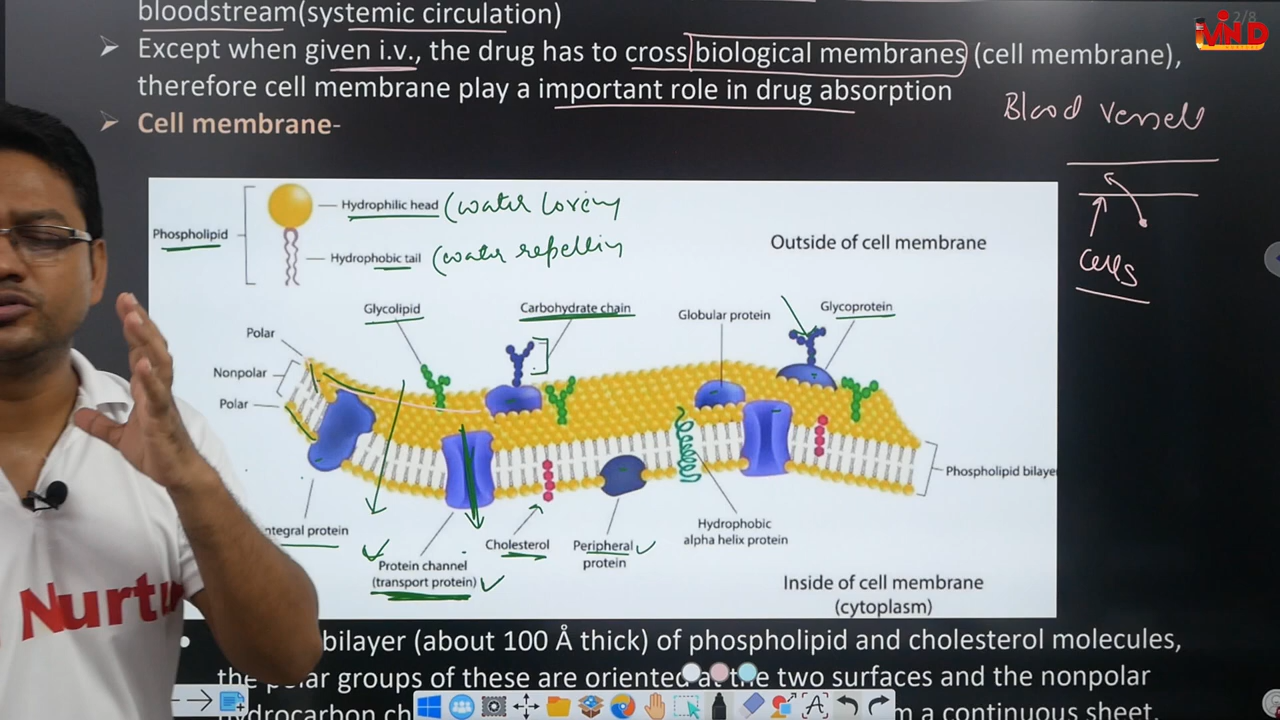 bloodstream(systemic circulation)
2/8
➢ Except when given i.v., the drug has to cross biological membranes (cell membrane),
therefore cell membrane play a important role in drug absorption
➢ Cell membrane-
Blood vessels
Cells
Phospholipid
Hydrophilic head (water loving
Hydrophobic tail (water repelling
Outside of cell membrane
Glycolipid
Carbohydrate chain
Globular protein
Glycoprotein
Polar
Nonpolar
Polar
Phospholipid bilaye
ntegral protein
Protein channel
(transport protein)
Cholesterol
Peripheral
protein
Hydrophobic
alpha helix protein
Inside of cell membrane
(cytoplasm)
Nurtu
bilayer (about 100 Å thick) of phospholipid and cholesterol molecules,
the polar groups of these are oriented at the two surfaces and the nonpolar
m a continuous sheet.